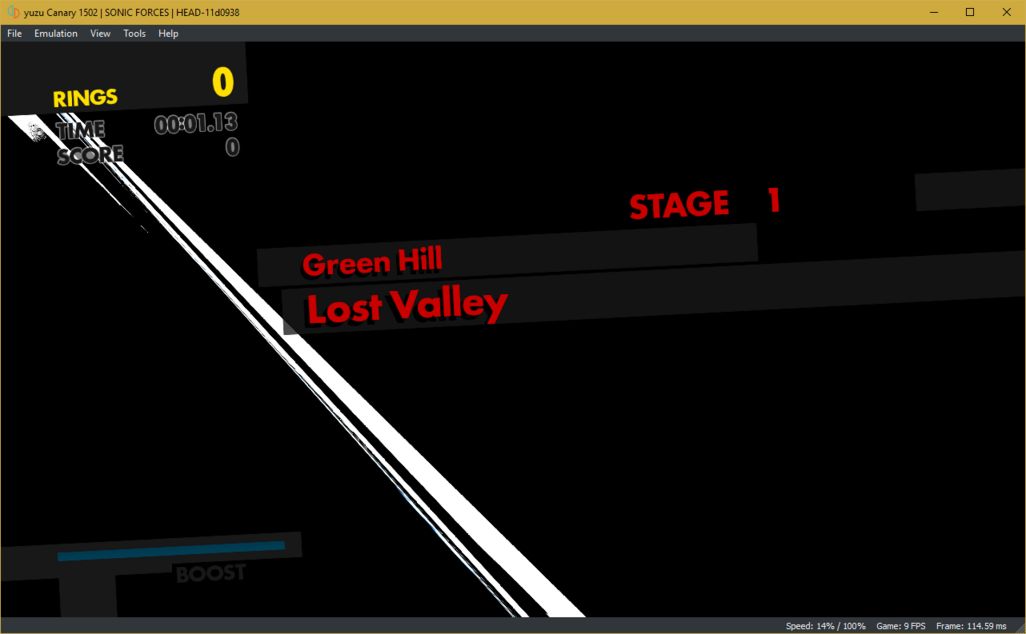 yuzu Canary 1502 | SONIC FORCES | HEAD-11d0938
File Emulation View Tools Help
RINGS 0
TIME 00:01.13
SCORE 0
STAGE 1
Green Hill
Lost Valley
BOOST
Speed: 14% / 100% Game: 9 FPS Frame: 114.59 ms